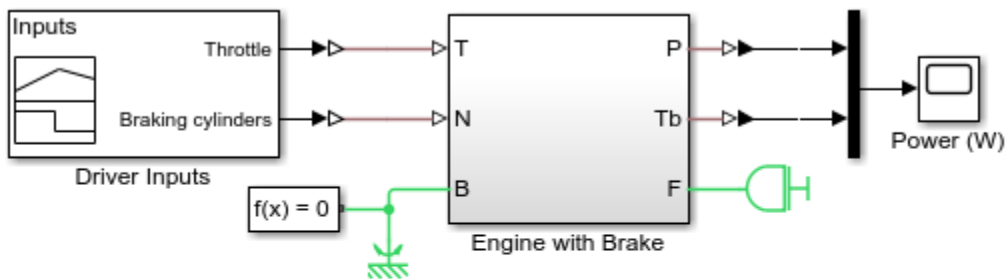 Inputs
Throttle
Braking cylinders
Driver Inputs
T
N
B
P
Tb
F
Engine with Brake
f(x) = 0
Power (W)